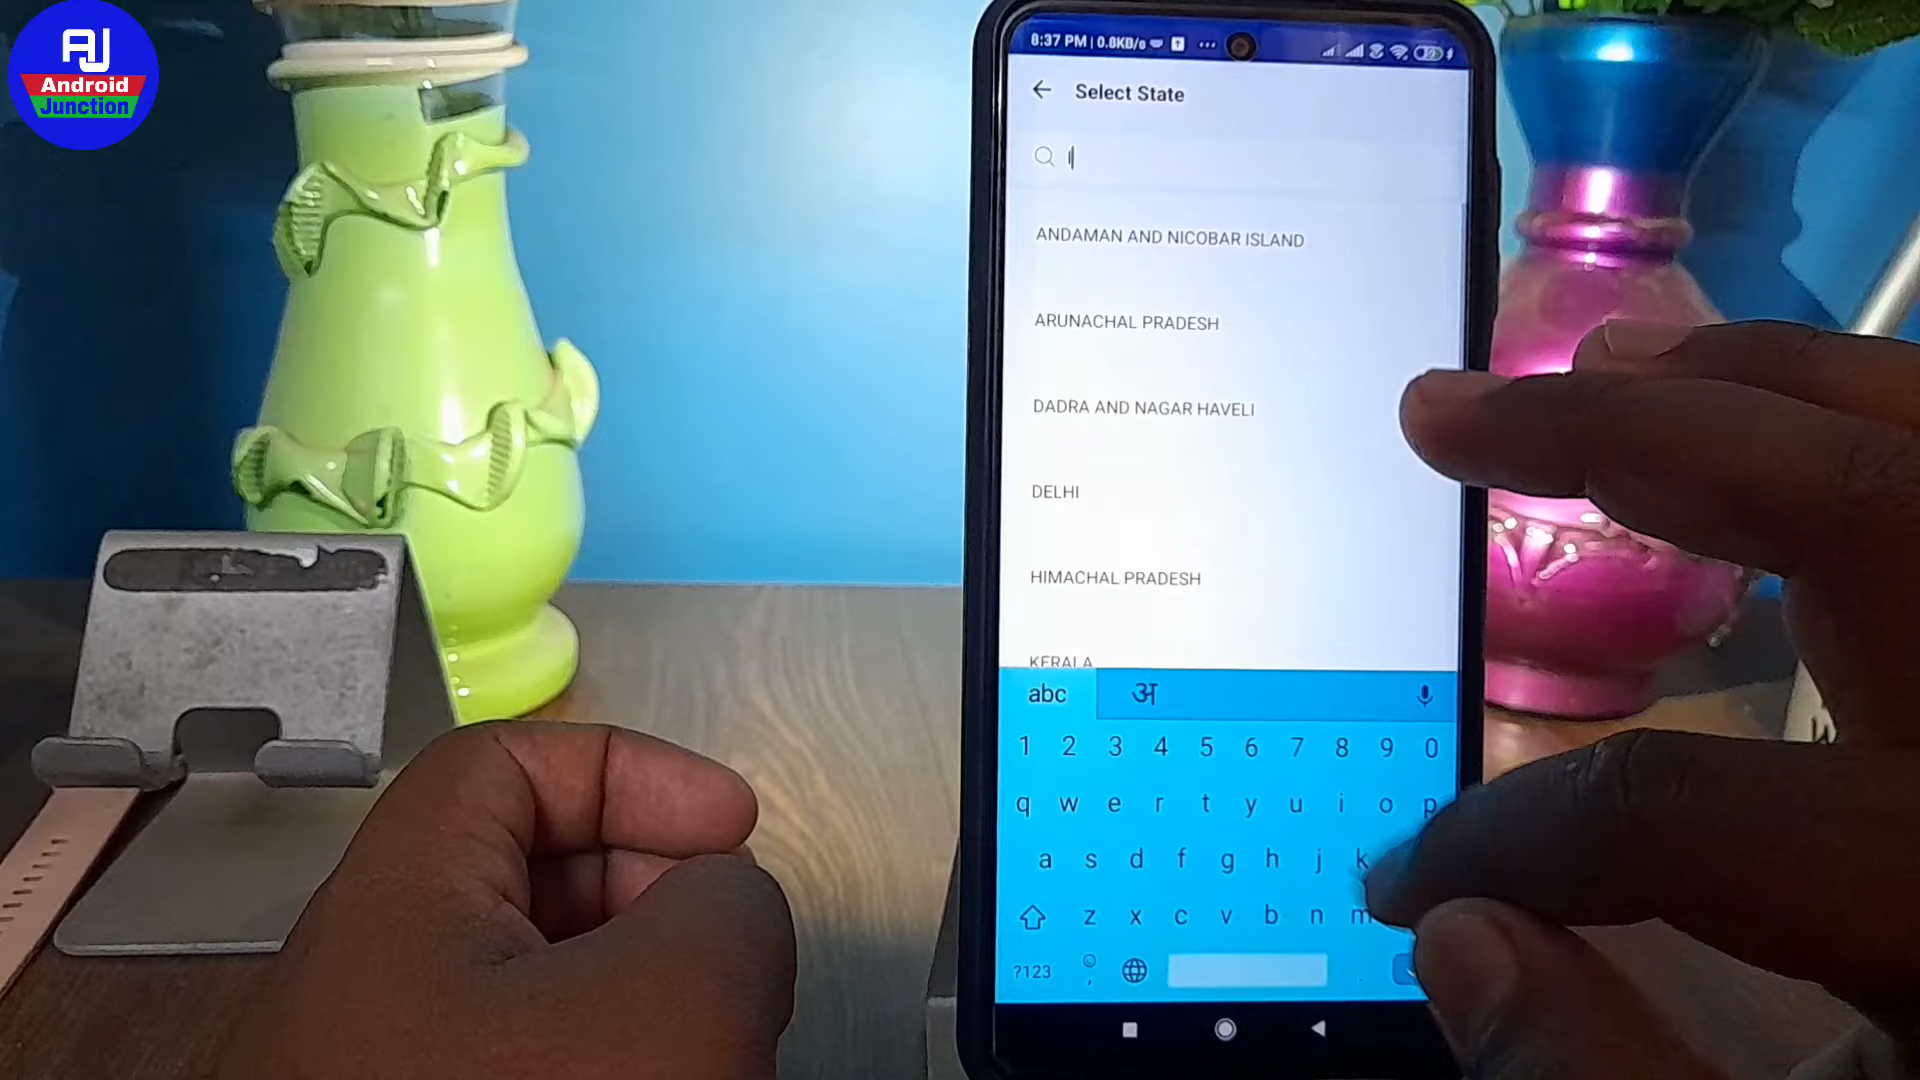 AJ
Android
Junction
8:37 PM | 0.8KB/s
Select State
l
ANDAMAN AND NICOBAR ISLAND
ARUNACHAL PRADESH
DADRA AND NAGAR HAVELI
DELHI
HIMACHAL PRADESH
KERALA
abc अ
1 2 3 4 5 6 7 8 9 0
q w e r t y u i o p
a s d f g h j k
z x c v b n m
?123 , .